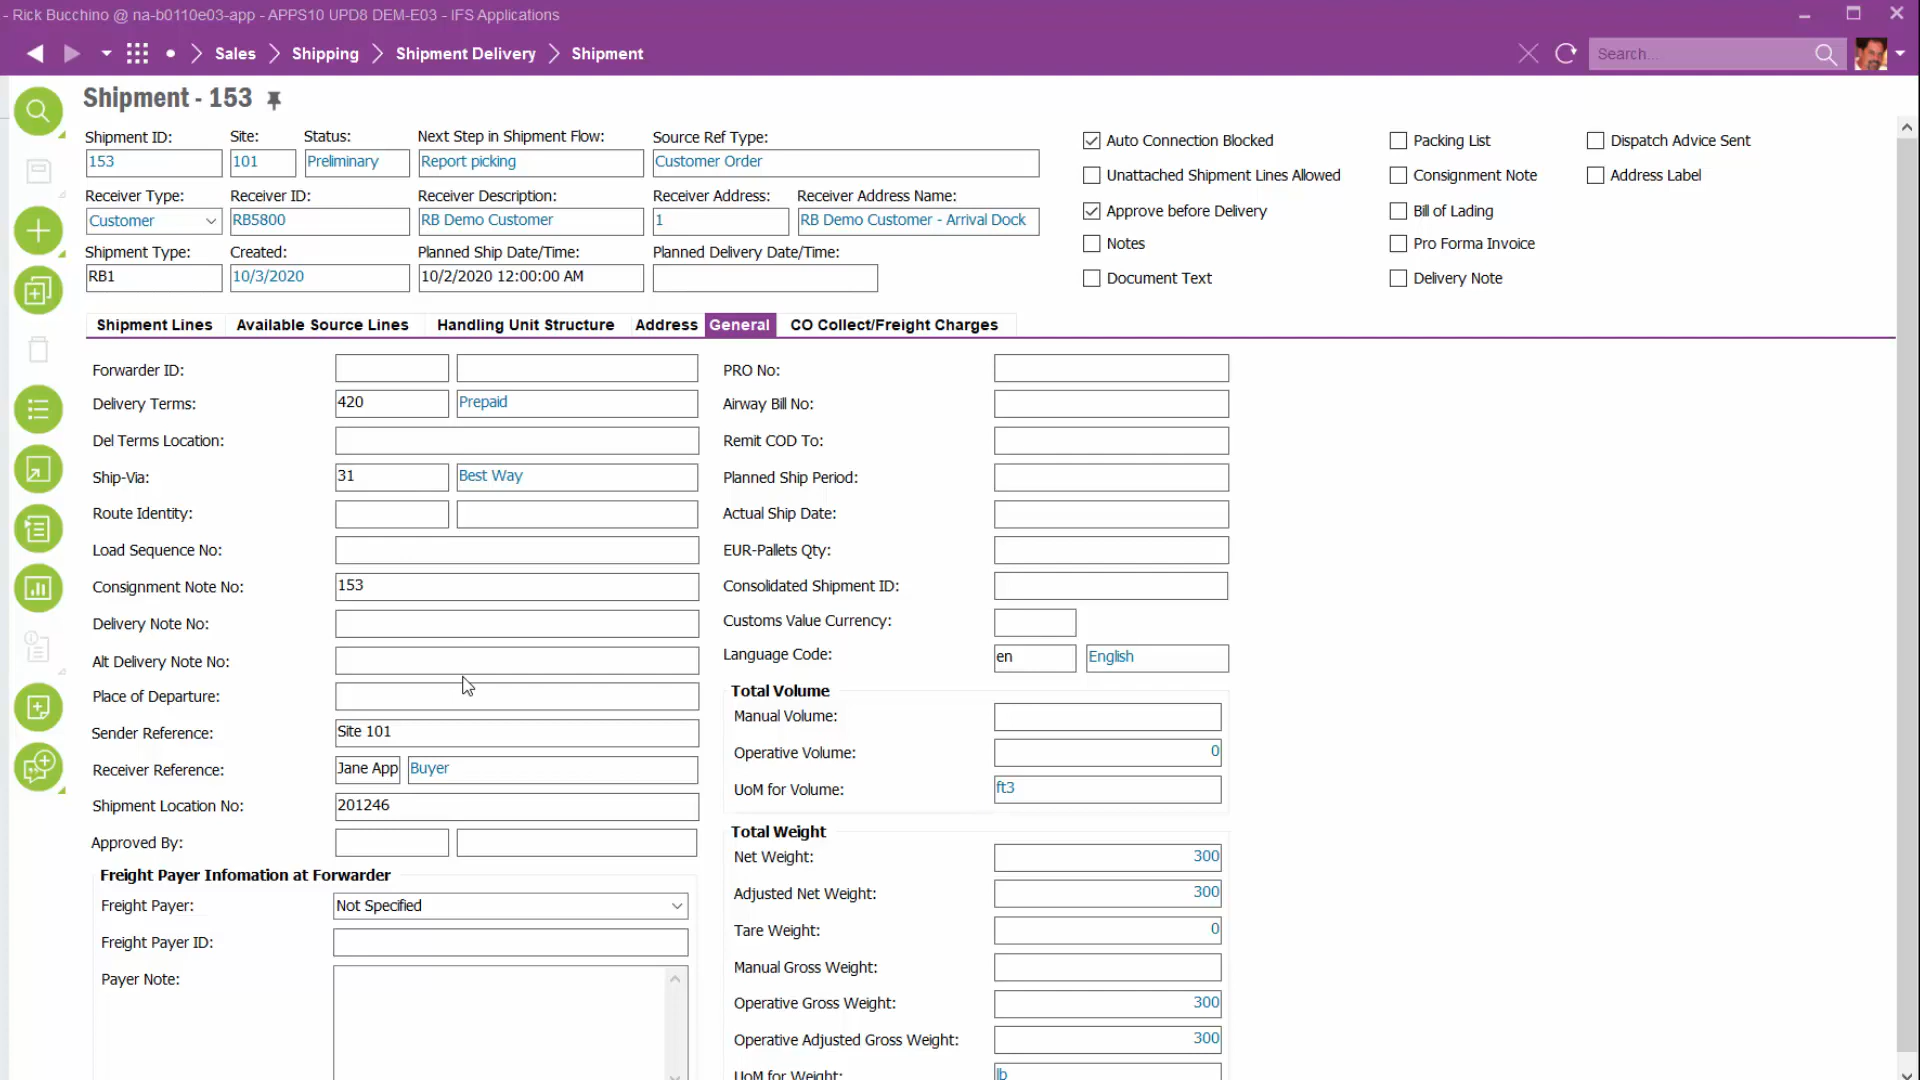 - Rick Bucchino @ na-b0110e03-app - APPS10 UPD8 DEM-E03 - IFS Applications
Sales Shipping Shipment Delivery Shipment
Search...
Shipment - 153
Shipment ID: Site: Status: Next Step in Shipment Flow: Source Ref Type:
153 101 Preliminary Report picking Customer Order
Receiver Type: Receiver ID: Receiver Description: Receiver Address: Receiver Address Name:
Customer RB5800 RB Demo Customer 1 RB Demo Customer - Arrival Dock
Shipment Type: Created: Planned Ship Date/Time: Planned Delivery Date/Time:
RB1 10/3/2020 10/2/2020 12:00:00 AM
Auto Connection Blocked Packing List Dispatch Advice Sent
Unattached Shipment Lines Allowed Consignment Note Address Label
Approve before Delivery Bill of Lading
Notes Pro Forma Invoice
Document Text Delivery Note
Shipment Lines Available Source Lines Handling Unit Structure Address General CO Collect/Freight Charges
Forwarder ID:
Delivery Terms: 420 Prepaid
Del Terms Location:
Ship-Via: 31 Best Way
Route Identity:
Load Sequence No:
Consignment Note No: 153
Delivery Note No:
Alt Delivery Note No:
Place of Departure:
Sender Reference: Site 101
Receiver Reference: Jane App Buyer
Shipment Location No: 201246
Approved By:
Freight Payer Infomation at Forwarder
Freight Payer: Not Specified
Freight Payer ID:
Payer Note:
PRO No:
Airway Bill No:
Remit COD To:
Planned Ship Period:
Actual Ship Date:
EUR-Pallets Qty:
Consolidated Shipment ID:
Customs Value Currency:
Language Code: en English
Total Volume
Manual Volume:
Operative Volume: 0
UoM for Volume: ft3
Total Weight
Net Weight: 300
Adjusted Net Weight: 300
Tare Weight: 0
Manual Gross Weight:
Operative Gross Weight: 300
Operative Adjusted Gross Weight: 300
UoM for Weight: lb